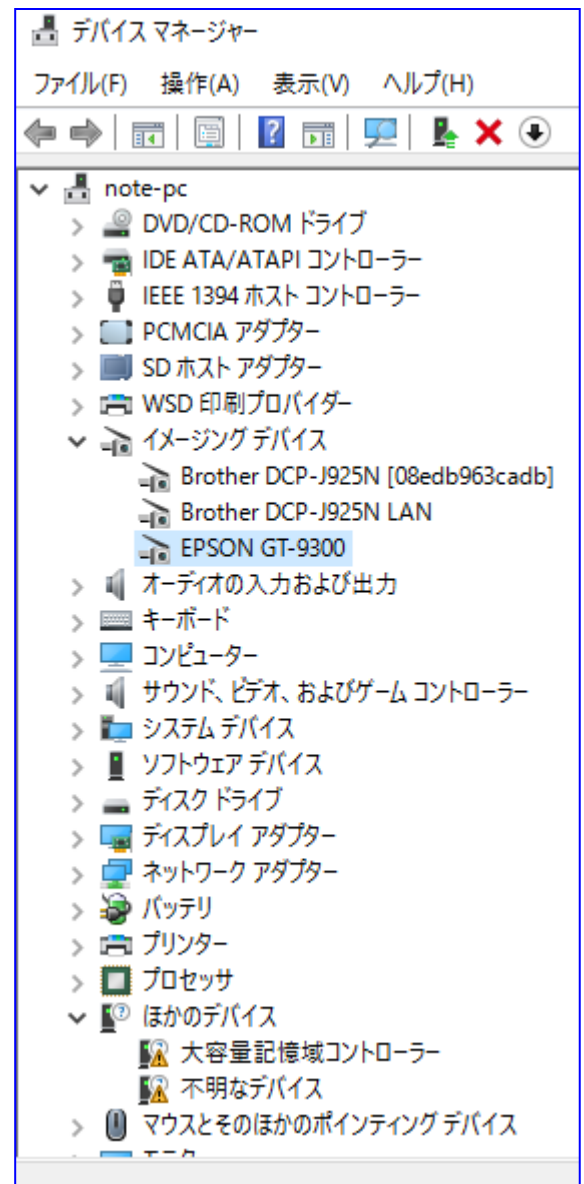 デバイス マネージャー
ファイル(F) 操作(A) 表示(V) ヘルプ(H)
note-pc
DVD/CD-ROM ドライブ
IDE ATA/ATAPI コントローラー
IEEE 1394 ホスト コントローラー
PCMCIA アダプター
SD ホスト アダプター
WSD 印刷プロバイダー
イメージング デバイス
Brother DCP-J925N [08edb963cadb]
Brother DCP-J925N LAN
EPSON GT-9300
オーディオの入力および出力
キーボード
コンピューター
サウンド、ビデオ、およびゲーム コントローラー
システム デバイス
ソフトウェア デバイス
ディスク ドライブ
ディスプレイ アダプター
ネットワーク アダプター
バッテリ
プリンター
プロセッサ
ほかのデバイス
大容量記憶域コントローラー
不明なデバイス
マウスとそのほかのポインティング デバイス